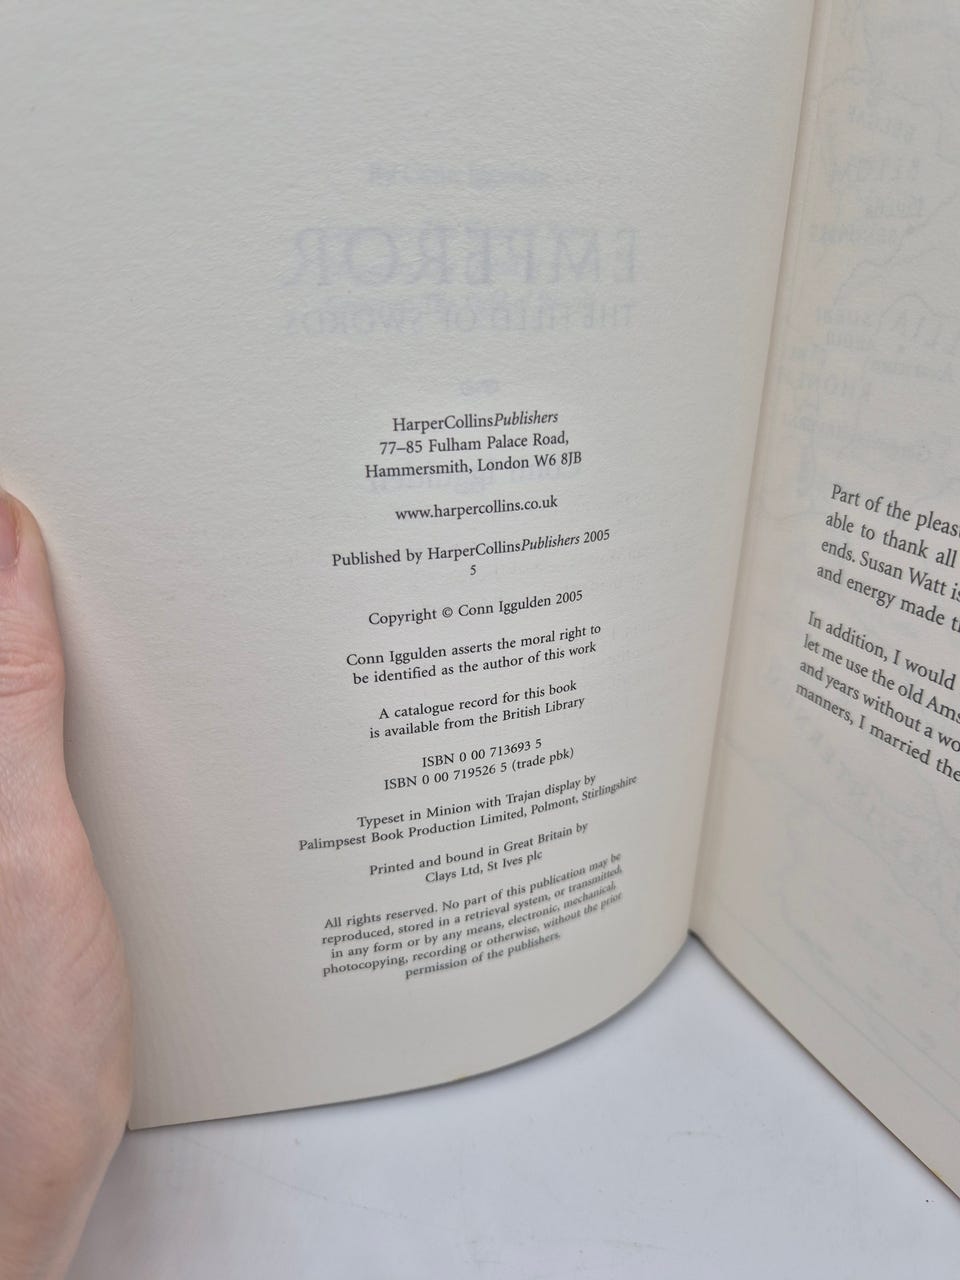 HarperCollinsPublishers
77–85 Fulham Palace Road,
Hammersmith, London W6 8JB
www.harpercollins.co.uk
Published by HarperCollinsPublishers 2005
5
Copyright © Conn Iggulden 2005
Conn Iggulden asserts the moral right to
be identified as the author of this work
A catalogue record for this book
is available from the British Library
ISBN 0 00 713693 5
ISBN 0 00 719526 5 (trade pbk)
Typeset in Minion with Trajan display by
Palimpsest Book Production Limited, Polmont, Stirlingshire
Printed and bound in Great Britain by
Clays Ltd, St Ives plc
All rights reserved. No part of this publication may be
reproduced, stored in a retrieval system, or transmitted,
in any form or by any means, electronic, mechanical,
photocopying, recording or otherwise, without the prior
permission of the publishers.
EMPEROR
THE FIELD OF SWORDS
Part of the pleas
able to thank all
ends. Susan Watt is
and energy made t
In addition, I would
let me use the old Ams
and years without a wo
manners, I married the